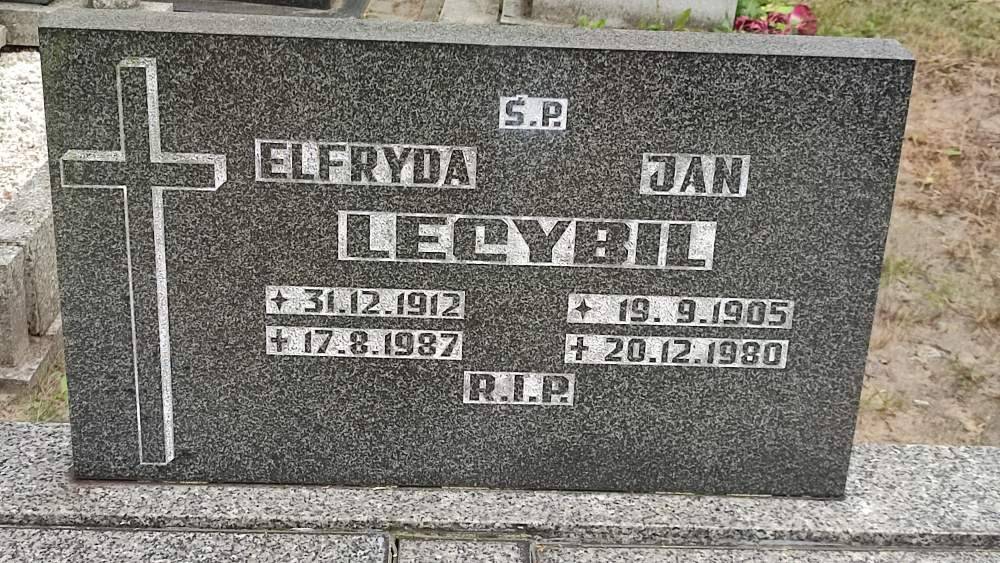 Ś.P.
ELFRYDA JAN
LECYBIL
✦ 31.12.1912 ✦ 19.9.1905
✝ 17.8.1987 ✝ 20.12.1980
R.I.P.